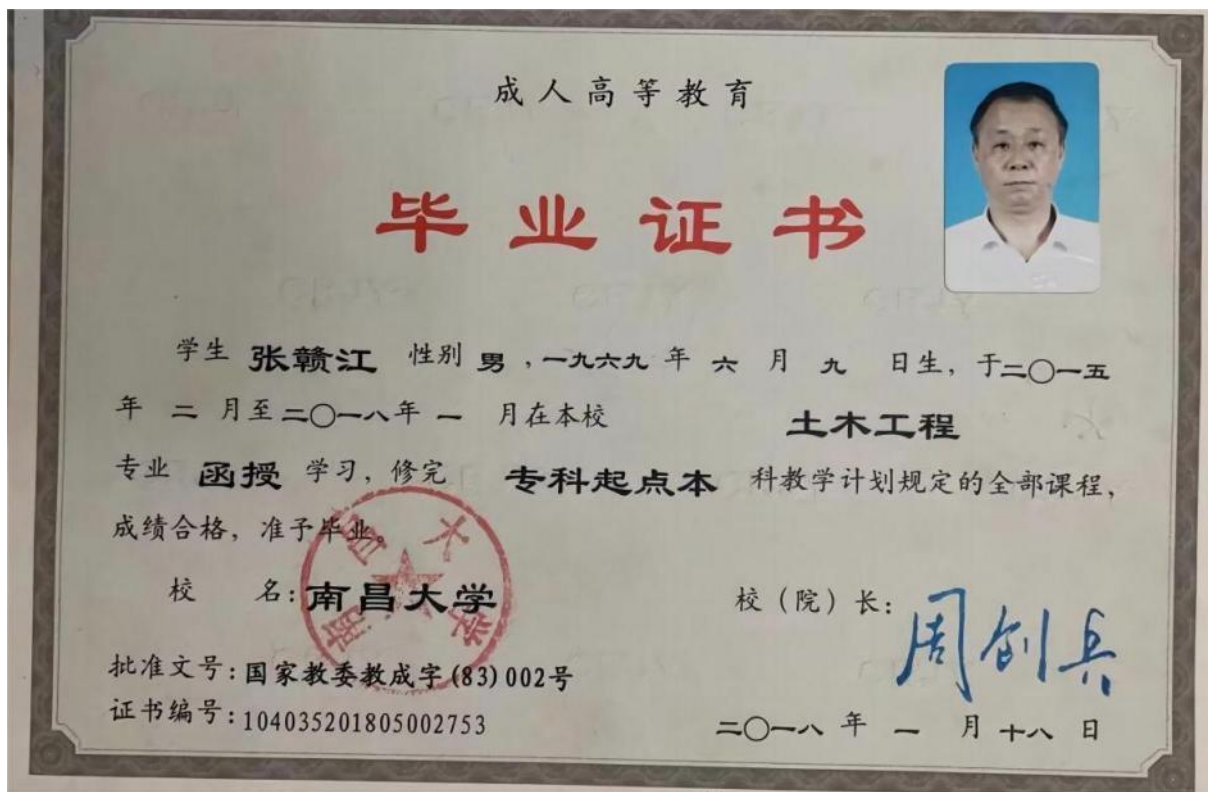 成人高等教育
毕业证书
学生 张赣江 性别 男，一九六九 年 六 月 九 日生，于二〇一五
年 二 月至二〇一八年 一 月在本校 土木工程
专业 函授 学习，修完 专科起点本 科教学计划规定的全部课程，
成绩合格，准予毕业。
校 名：南昌大学
南昌大学
校（院）长：周创兵
批准文号：国家教委教成字(83)002号
证书编号：104035201805002753
二〇一八 年 一 月 十八 日